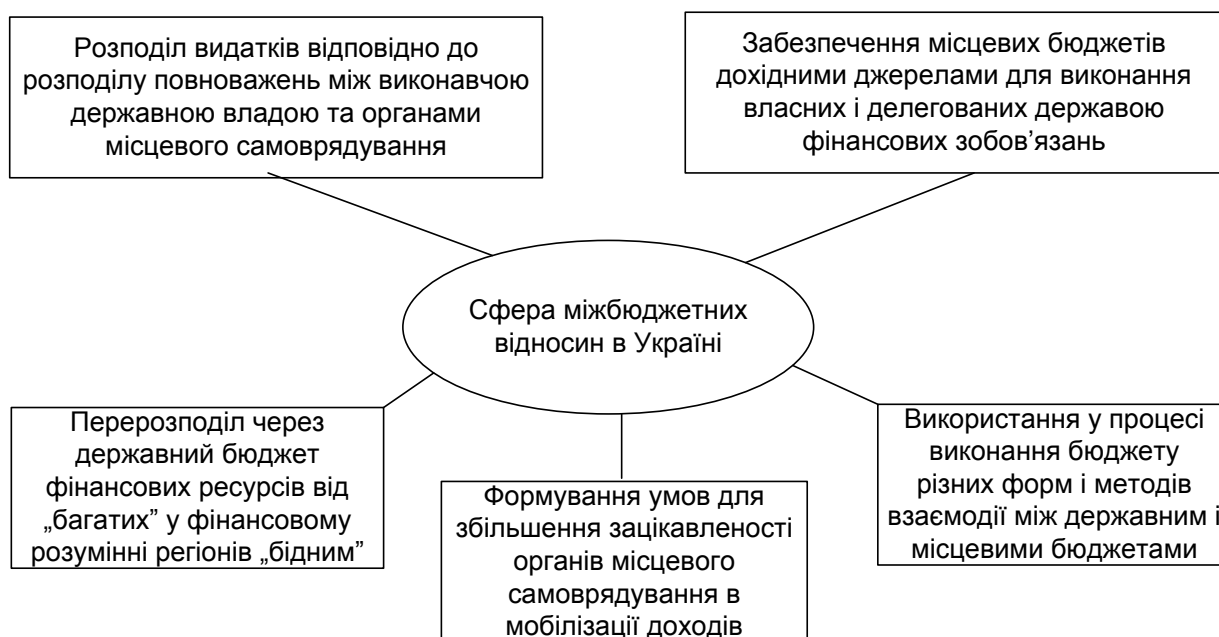 Розподіл видатків відповідно до
розподілу повноважень між виконавчою
державною владою та органами
місцевого самоврядування
Забезпечення місцевих бюджетів
дохідними джерелами для виконання
власних і делегованих державою
фінансових зобов’язань
Сфера міжбюджетних
відносин в Україні
Перерозподіл через
державний бюджет
фінансових ресурсів від
„багатих” у фінансовому
розумінні регіонів „бідним”
Формування умов для
збільшення зацікавленості
органів місцевого
самоврядування в
мобілізації доходів
Використання у процесі
виконання бюджету
різних форм і методів
взаємодії між державним і
місцевими бюджетами